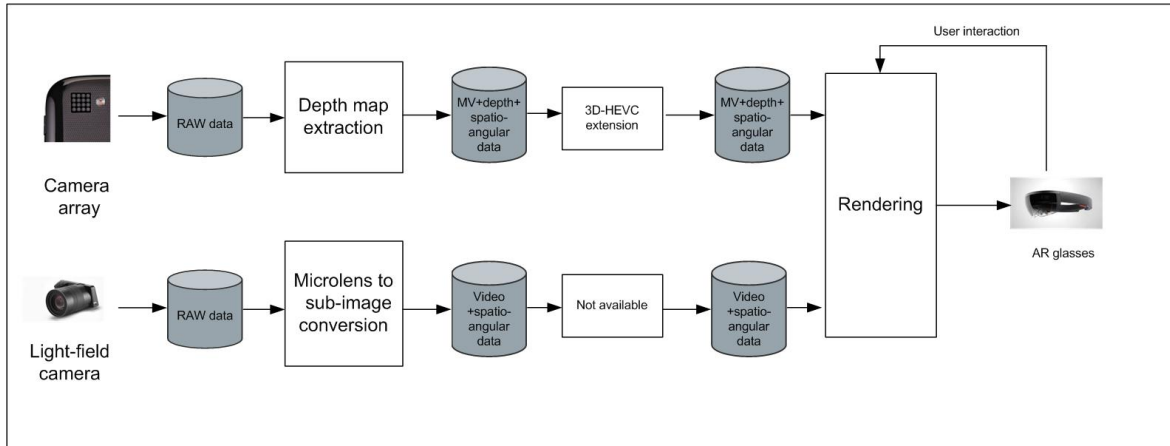 User interaction
Camera
array
RAW data
Depth map
extraction
MV+depth+
spatio-
angular
data
3D-HEVC
extension
MV+depth+
spatio-
angular
data
Rendering
AR glasses
Light-field
camera
RAW data
Microlens to
sub-image
conversion
Video
+spatio-
angular
data
Not available
Video
+spatio-
angular
data